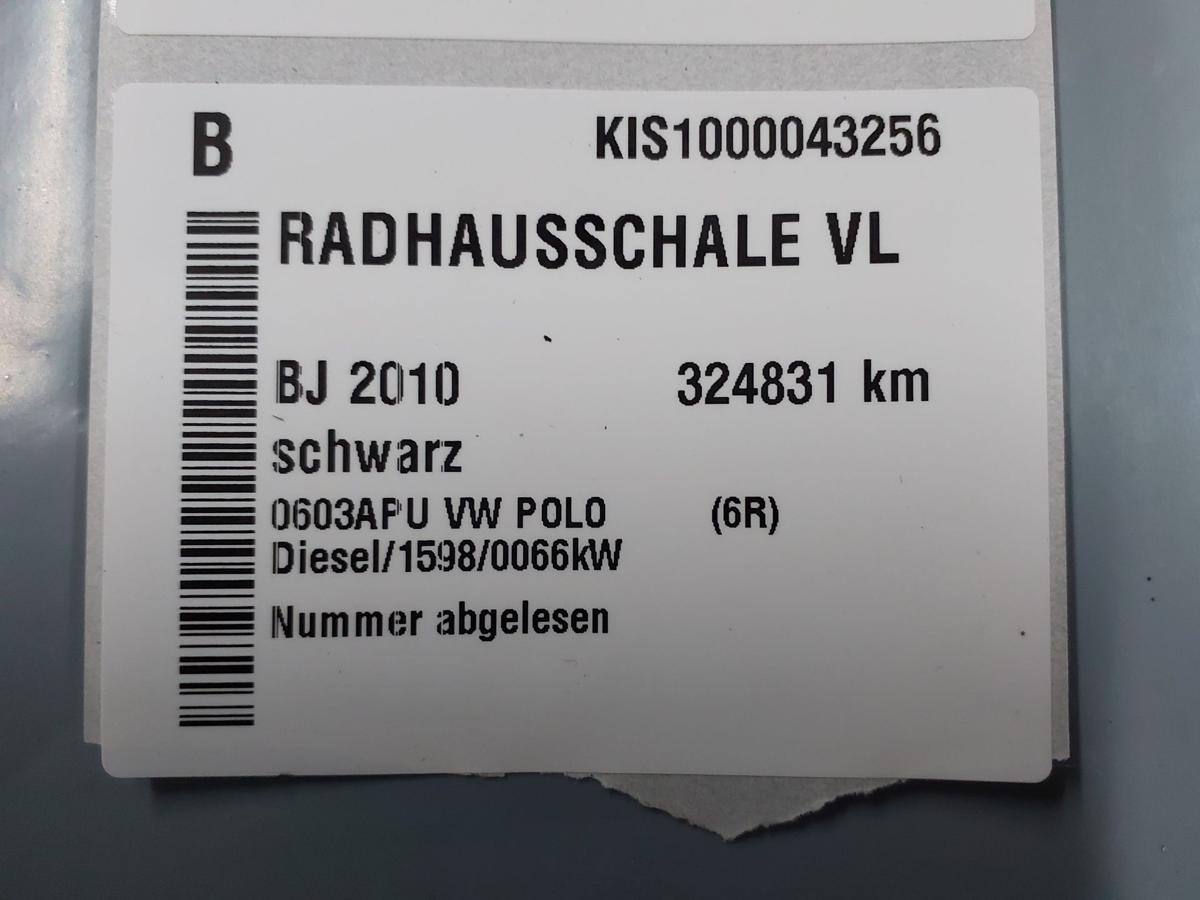 B KIS1000043256
RADHAUSSCHALE VL
BJ 2010 324831 km
schwarz
0603APU VW POLO (6R)
Diesel/1598/0066kW
Nummer abgelesen